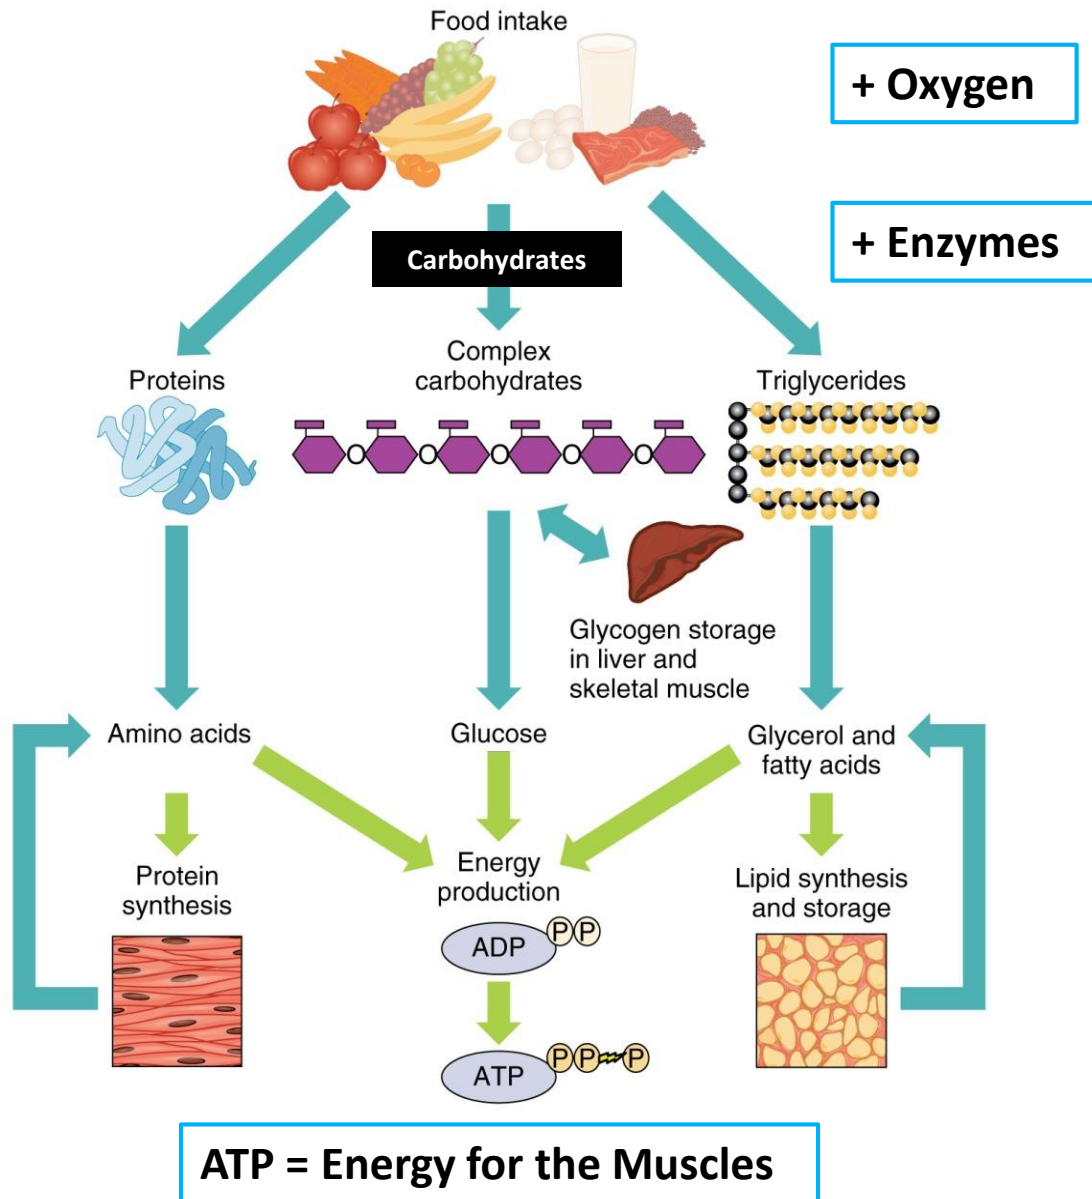 Food intake
+ Oxygen
+ Enzymes
Carbohydrates
Proteins
Complex
carbohydrates
Triglycerides
O O O O O
Glycogen storage
in liver and
skeletal muscle
Amino acids
Glucose
Glycerol and
fatty acids
Protein
synthesis
Energy
production
Lipid synthesis
and storage
ADP P P
ATP P P P
ATP = Energy for the Muscles